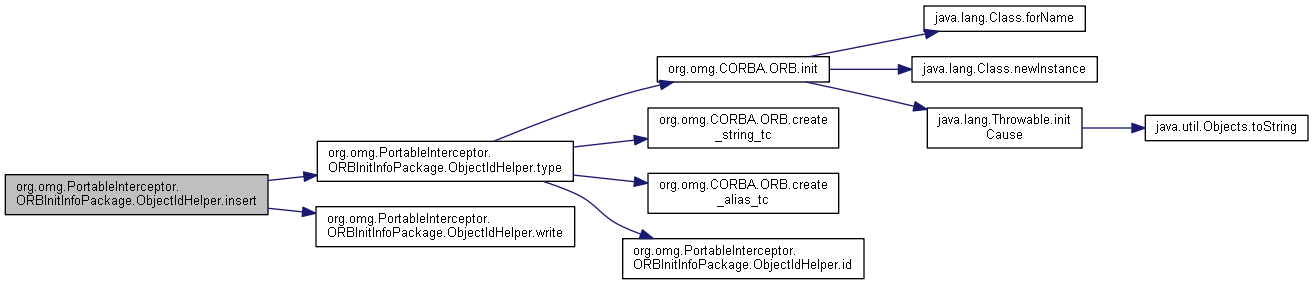 org.omg.PortableInterceptor.
ORBInitInfoPackage.ObjectIdHelper.insert
org.omg.PortableInterceptor.
ORBInitInfoPackage.ObjectIdHelper.type
org.omg.PortableInterceptor.
ORBInitInfoPackage.ObjectIdHelper.write
org.omg.CORBA.ORB.init
org.omg.CORBA.ORB.create
_string_tc
org.omg.CORBA.ORB.create
_alias_tc
org.omg.PortableInterceptor.
ORBInitInfoPackage.ObjectIdHelper.id
java.lang.Class.forName
java.lang.Class.newInstance
java.lang.Throwable.init
Cause
java.util.Objects.toString